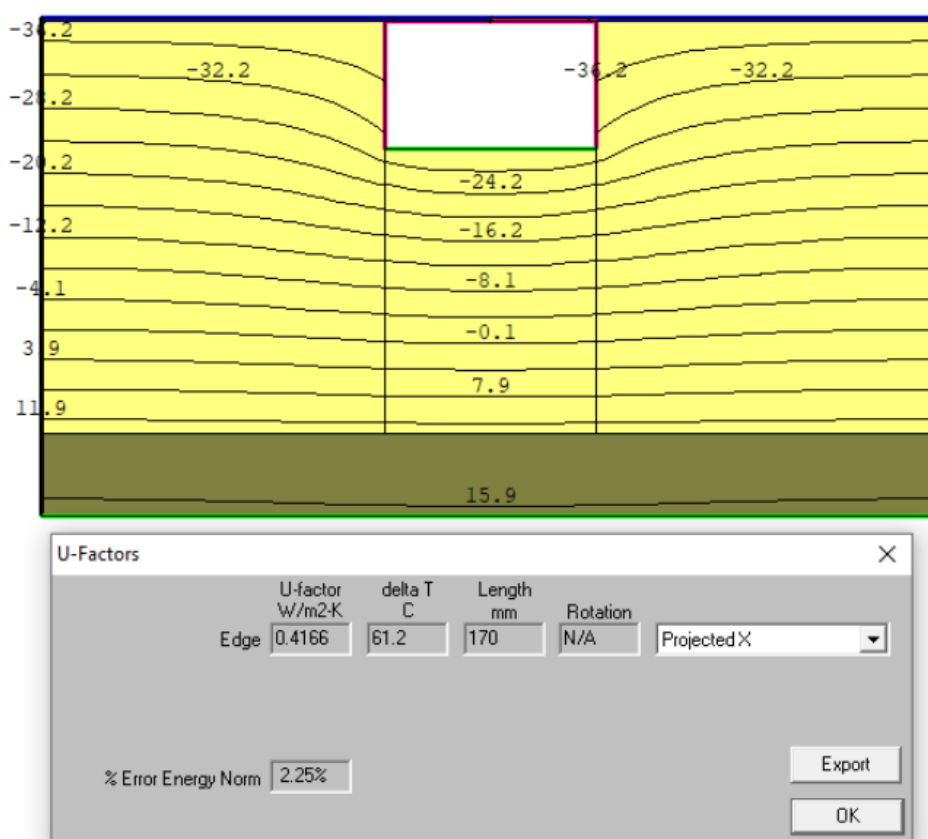 -36.2
-32.2
-36.2
-32.2
-28.2
-20.2
-24.2
-12.2
-16.2
-8.1
-4.1
-0.1
3.9
7.9
11.9
15.9
U-Factors
U-factor delta T Length
W/m2-K C mm Rotation
Edge 0.4166 61.2 170 N/A Projected X
% Error Energy Norm 2.25% Export
OK